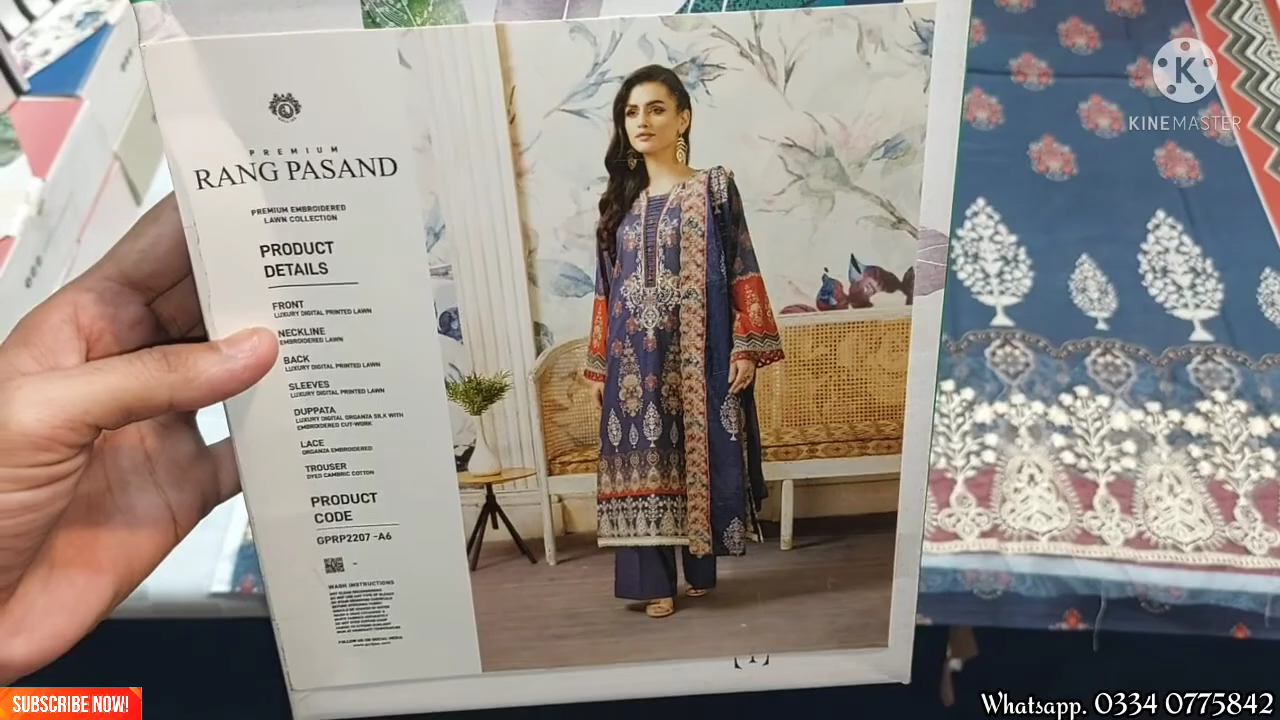 PREMIUM
RANG PASAND
PREMIUM EMBROIDERED
LAWN COLLECTION
PRODUCT
DETAILS
FRONT
LUXURY DIGITAL PRINTED LAWN
NECKLINE
EMBROIDERED LAWN
BACK
LUXURY DIGITAL PRINTED LAWN
SLEEVES
LUXURY DIGITAL PRINTED LAWN
DUPPATA
LUXURY DIGITAL ORGANZA SILK WITH
EMBROIDERED CUT-WORK
LACE
ORGANZA EMBROIDERED
TROUSER
DYED CAMBRIC COTTON
PRODUCT
CODE
GPRP2207 -A6
WASH INSTRUCTIONS
FOLLOW US ON SOCIAL MEDIA
K
KINEMASTER
SUBSCRIBE NOW!
Whatsapp. 0334 0775842